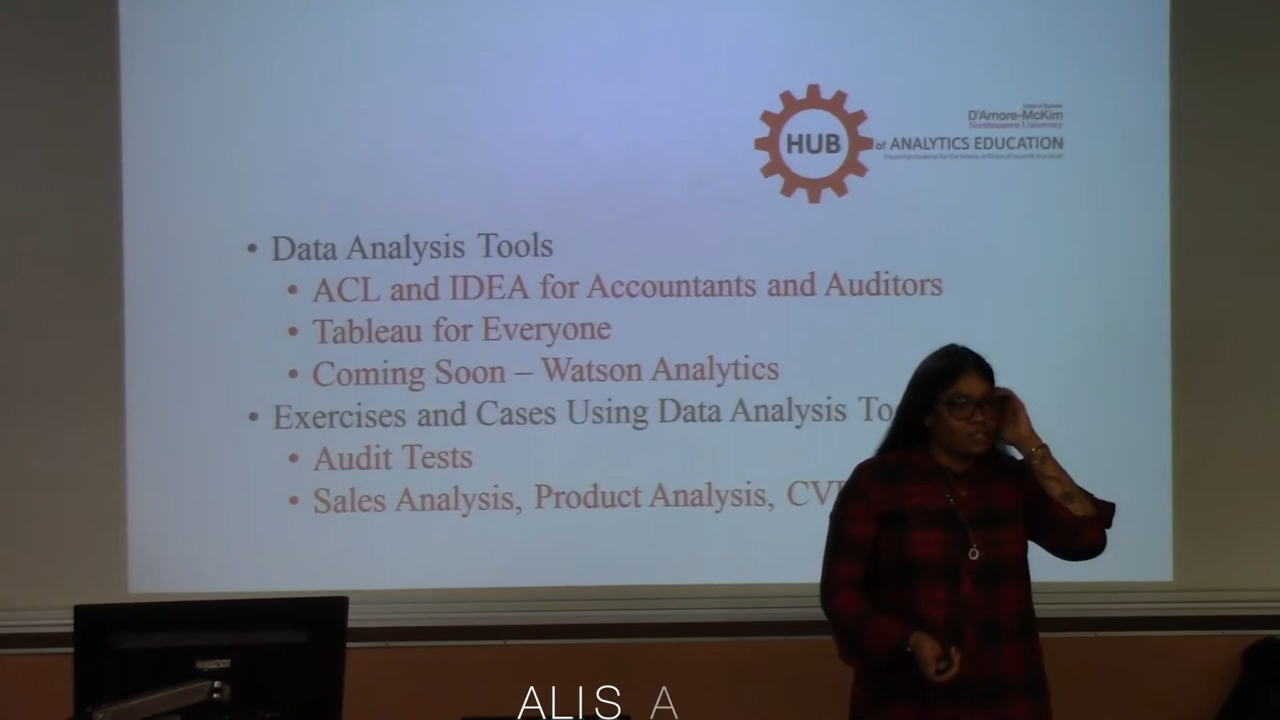 D'Amore-McKim
Northeastern University
HUB of ANALYTICS EDUCATION
• Data Analysis Tools
• ACL and IDEA for Accountants and Auditors
• Tableau for Everyone
• Coming Soon – Watson Analytics
• Exercises and Cases Using Data Analysis To
• Audit Tests
• Sales Analysis, Product Analysis, CV
ALIS A